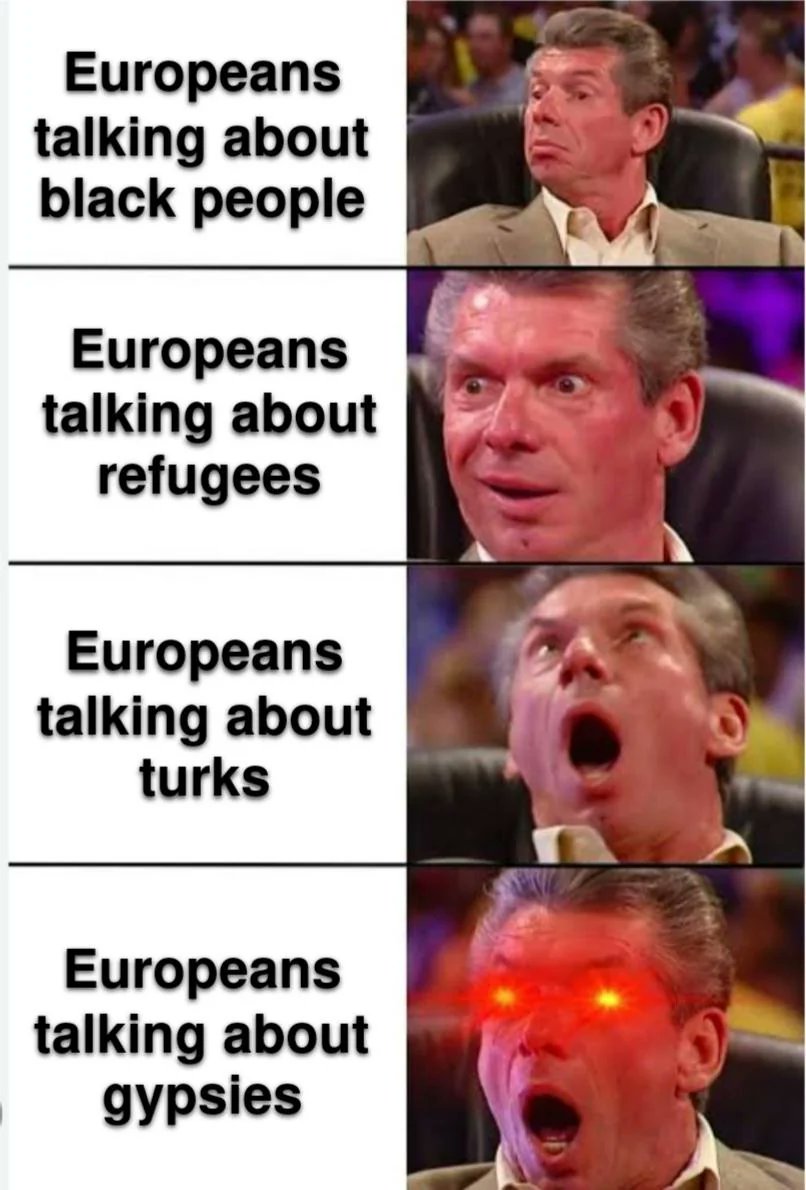 Europeans
talking about
black people
Europeans
talking about
refugees
Europeans
talking about
turks
Europeans
talking about
gypsies